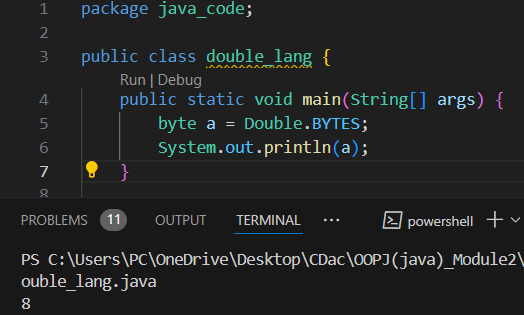 1 package java_code;
2
3 public class double_lang {
Run | Debug
4 public static void main(String[] args) {
5 byte a = Double.BYTES;
6 System.out.println(a);
7 }
8
PROBLEMS 11 OUTPUT TERMINAL ··· powershell
PS C:\Users\PC\OneDrive\Desktop\CDac\OOPJ(java)_Module2\
ouble_lang.java
8